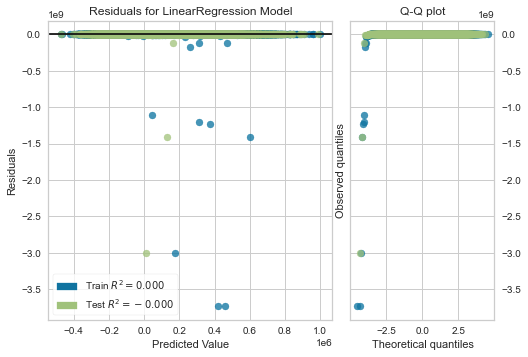 Residuals for LinearRegression Model
Q-Q plot
1e9
1e9
0.0
−0.5
−1.0
−1.5
−2.0
−2.5
−3.0
−3.5
Residuals
Train R² = 0.000
Test R² = −0.000
−0.4
−0.2
0.0
0.2
0.4
0.6
0.8
1.0
1e6
Predicted Value
Observed quantiles
0.0
−0.5
−1.0
−1.5
−2.0
−2.5
−3.0
−3.5
−2.5
0.0
2.5
Theoretical quantiles